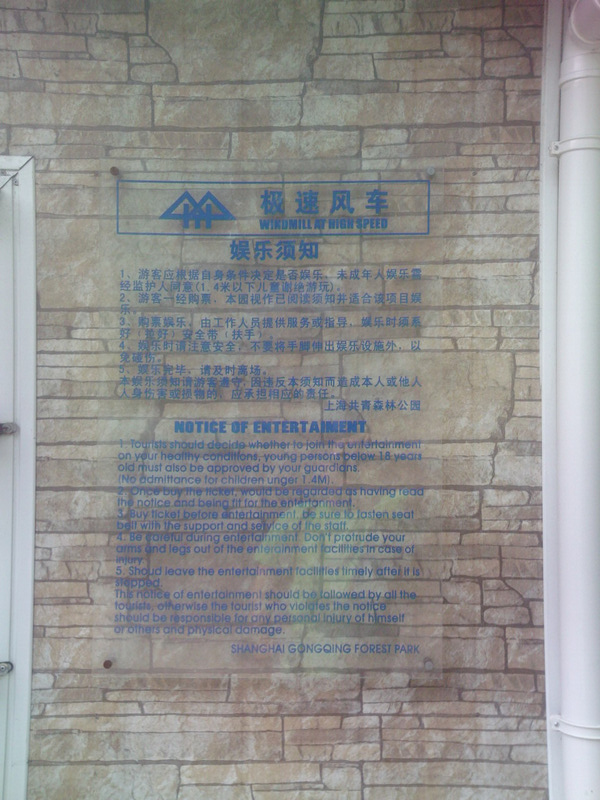 极速风车
WINDMILL AT HIGH SPEED
娱乐须知
1、游客应根据自身条件决定是否娱乐，未成年人娱乐需
经监护人同意(1.4米以下儿童谢绝游玩)。
2、游客一经购票，本园视作已阅读须知并适合该项目娱
乐。
3、购票娱乐，由工作人员提供服务或指导，娱乐时须系
好（垫好）安全带（扶手）
4、娱乐时请注意安全，不要将手脚伸出娱乐设施外，以
免碰伤。
5、娱乐完毕，请及时离场。
本娱乐须知请游客遵守，因违反本须知而造成本人或他人
人身伤害或损物的，应承担相应的责任。
上海共青森林公园
NOTICE OF ENTERTAIMENT
1. Tourists should decide whether to join the entertainment
on your healthy conditions, young persons below 18 years
old must also be approved by your guardians.
(No admittance for children unger 1.4M).
2. Once buy the ticket, would be regarded as having read
the notice and being fit for the entertainment.
3. Buy ticket before entertainment, be sure to fasten seat
belt with the support and service of the staff.
4. Be careful during entertainment. Don't protrude your
arms and legs out of the enterainment facilities in case of
injury.
5. Shoud leave the entertainment facilities timely after it is
stepped.
This notice of entertainment should be followed by all the
tourists, otherwise the tourist who violates the notice
should be responsible for any personal injury of himself
or others and physical damage.
SHANGHAI GONGQING FOREST PARK